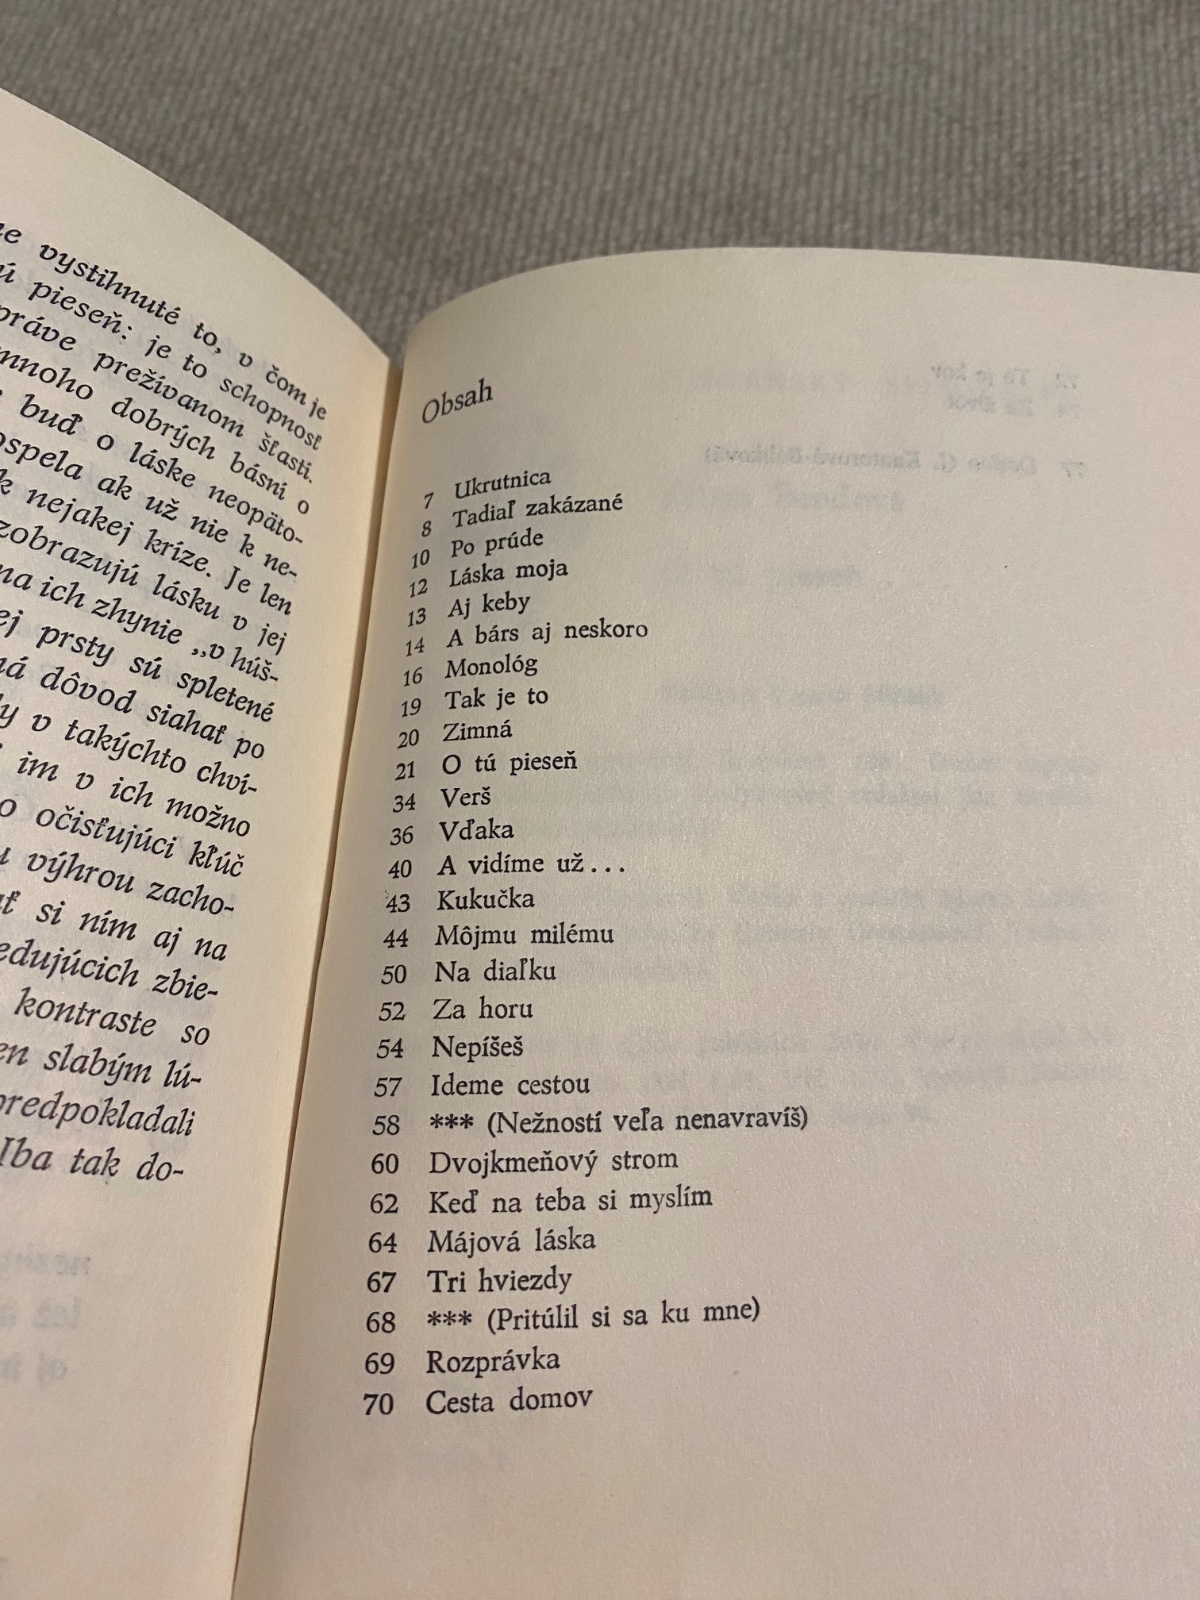 vystihnuté to, v čom je
pieseň: je to schopnosť
práve prežívanom šťastí.
mnoho dobrých básní o
buď o láske neopäto-
ospela ak už nie k ne-
k nejakej kríze. Je len
zobrazujú lásku v jej
na ich zhynie „v húš-
ej prsty sú spletené
dôvod siahať po
v takýchto chví-
im v ich možno
o očisťujúci kľúč
výhrou zacho-
si ním aj na
edujúcich zbie-
kontraste so
en slabým lú-
predpokladali
Iba tak do-
Obsah
7 Ukrutnica
8 Tadiaľ zakázané
10 Po prúde
12 Láska moja
13 Aj keby
14 A bárs aj neskoro
16 Monológ
19 Tak je to
20 Zimná
21 O tú pieseň
34 Verš
36 Vďaka
40 A vidíme už...
43 Kukučka
44 Môjmu milému
50 Na diaľku
52 Za horu
54 Nepíšeš
57 Ideme cestou
58 *** (Nežností veľa nenavravíš)
60 Dvojkmeňový strom
62 Keď na teba si myslím
64 Májová láska
67 Tri hviezdy
68 *** (Pritúlil si sa ku mne)
69 Rozprávka
70 Cesta domov